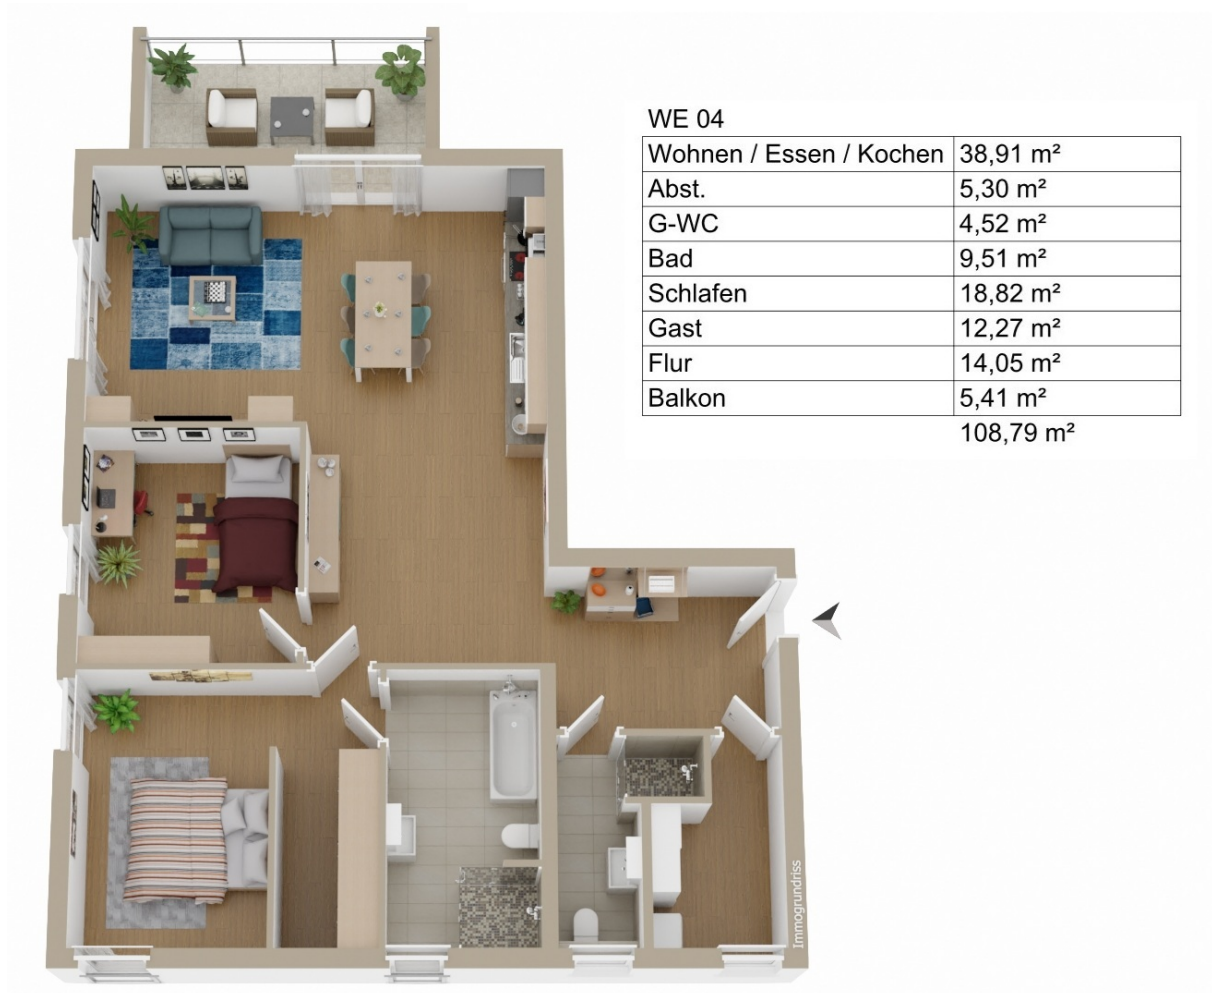 WE 04
Wohnen / Essen / Kochen 38,91 m²
Abst. 5,30 m²
G-WC 4,52 m²
Bad 9,51 m²
Schlafen 18,82 m²
Gast 12,27 m²
Flur 14,05 m²
Balkon 5,41 m²
108,79 m²
Immogrundriss